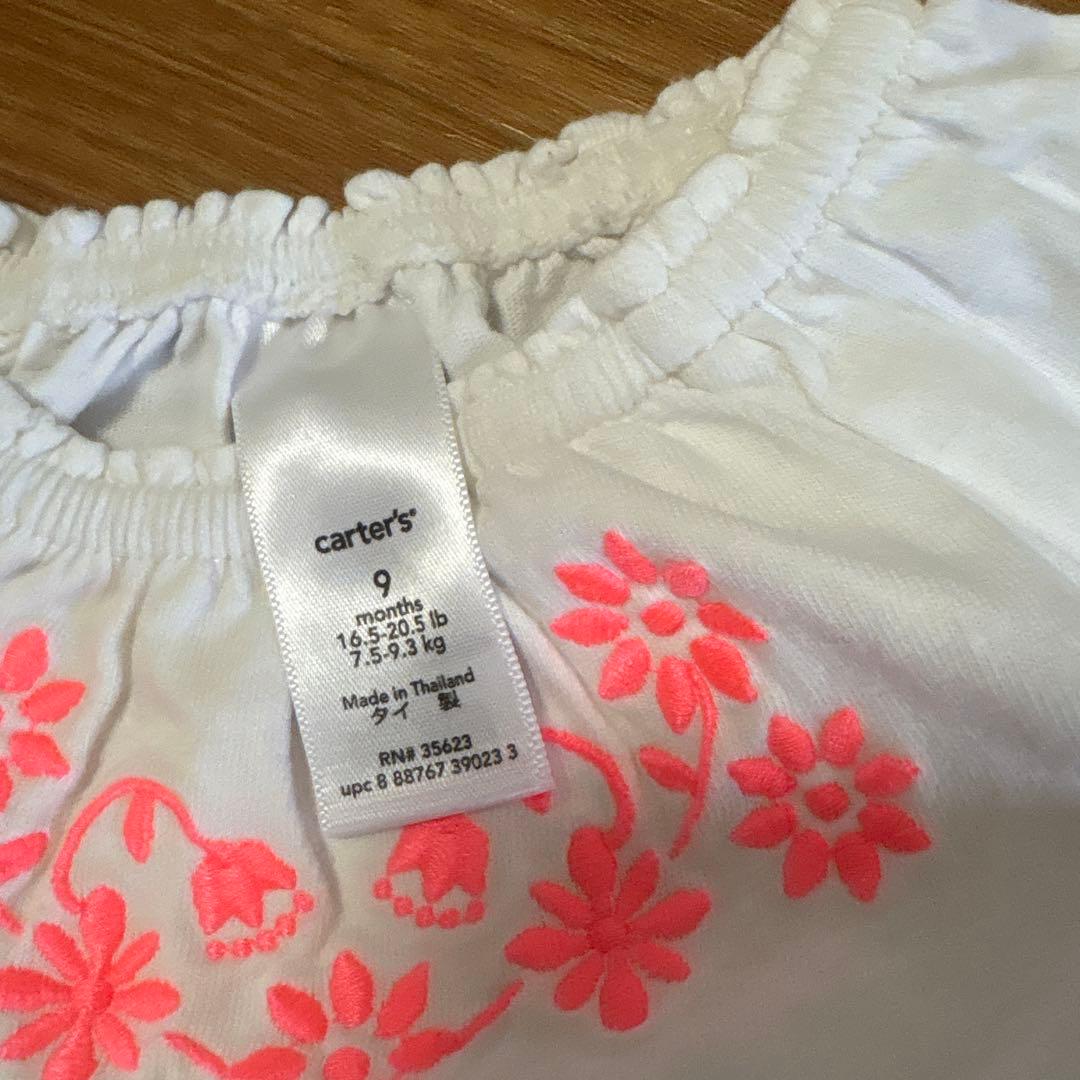 carter's®
9
months
16.5-20.5 lb
7.5-9.3 kg
Made in Thailand
タイ 製
RN# 35623
upc 8 88767 39023 3